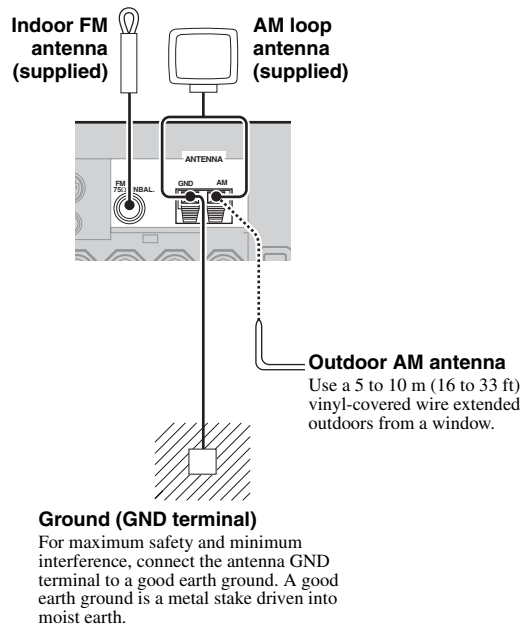 Indoor FM
antenna
(supplied)
AM loop
antenna
(supplied)
ANTENNA
FM
GND
AM
75Ω
NBAL.
Outdoor AM antenna
Use a 5 to 10 m (16 to 33 ft)
vinyl-covered wire extended
outdoors from a window.
Ground (GND terminal)
For maximum safety and minimum
interference, connect the antenna GND
terminal to a good earth ground. A good
earth ground is a metal stake driven into
moist earth.